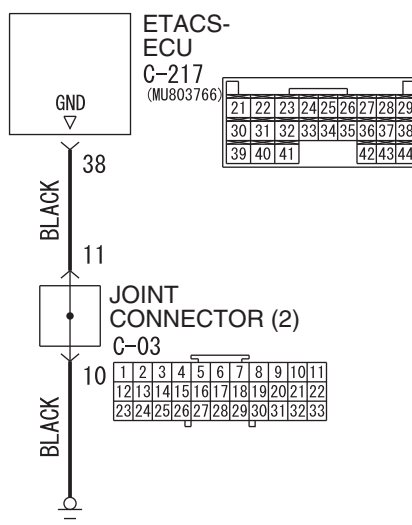 ETACS-
ECU
C-217
(MU803766)
GND
21 22 23 24 25 26 27 28 29
30 31 32 33 34 35 36 37 38
39 40 41 42 43 44
38
BLACK
11
JOINT
CONNECTOR (2)
C-03
10
1 2 3 4 5 6 7 8 9 10 11
12 13 14 15 16 17 18 19 20 21 22
23 24 25 26 27 28 29 30 31 32 33
BLACK